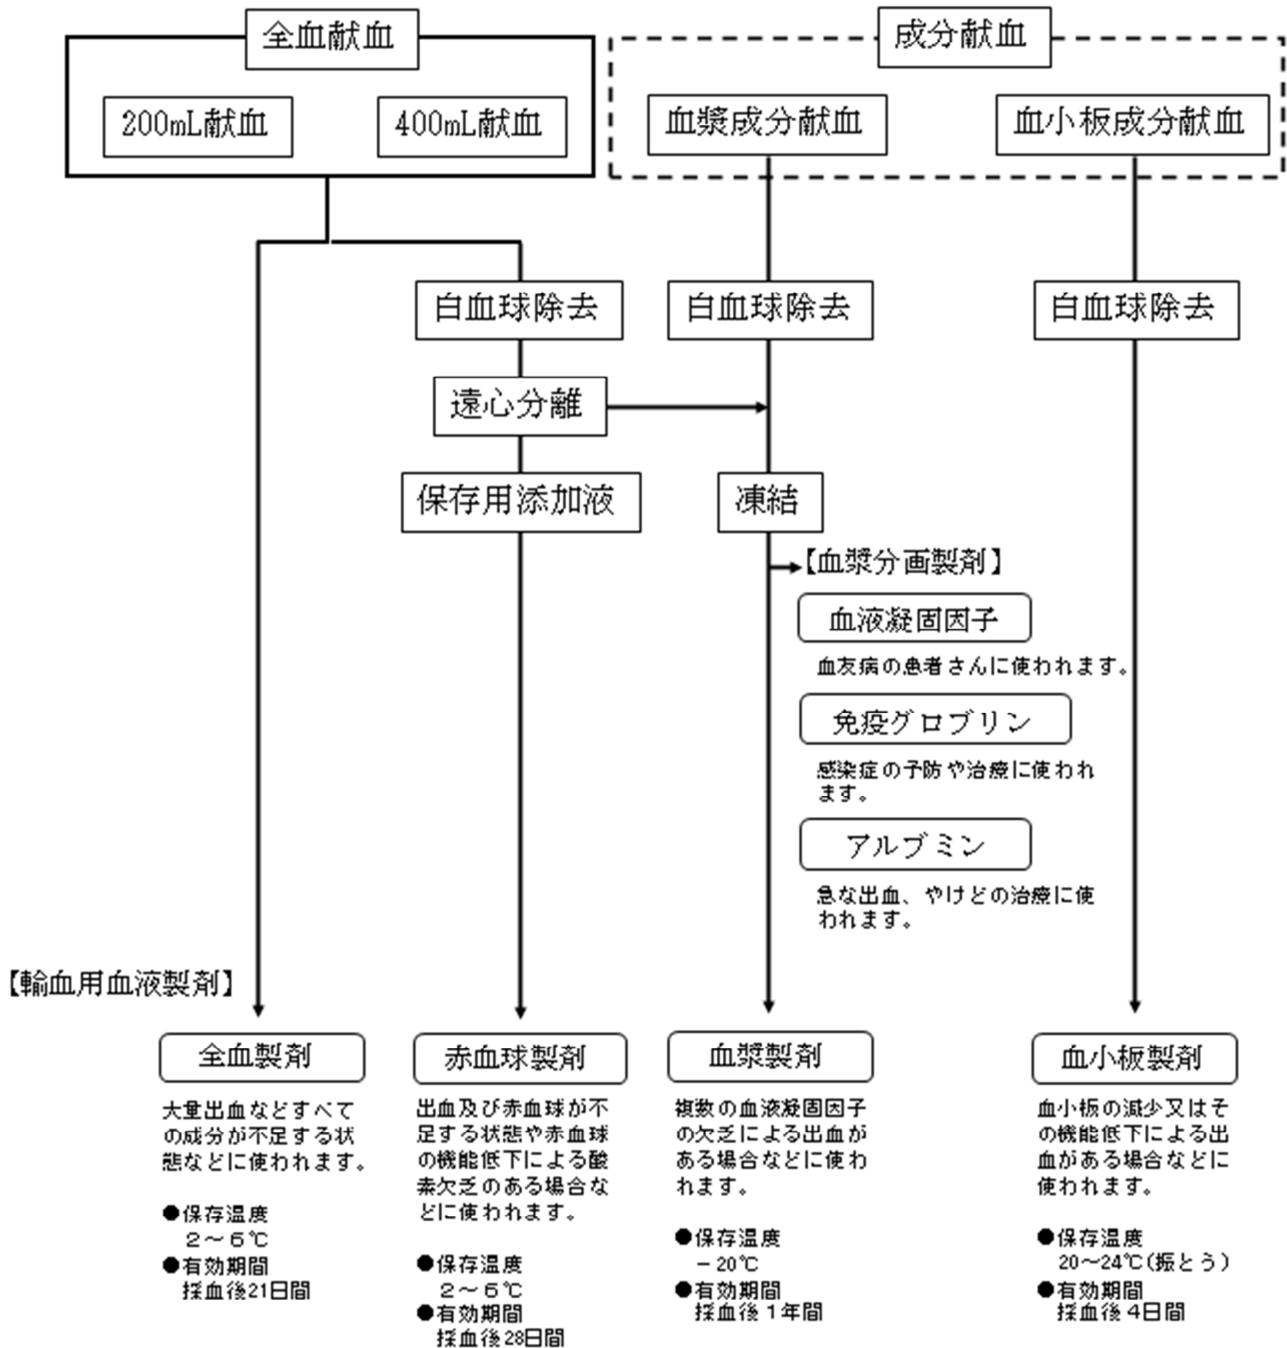 全血献血
成分献血
200mL献血
400mL献血
血漿成分献血
血小板成分献血
白血球除去
白血球除去
白血球除去
遠心分離
保存用添加液
凍結
【血漿分画製剤】
血液凝固因子
血友病の患者さんに使われます。
免疫グロブリン
感染症の予防や治療に使われ
ます。
アルブミン
急な出血、やけどの治療に使
われます。
【輸血用血液製剤】
全血製剤
大量出血などすべて
の成分が不足する状
態などに使われます。
●保存温度
2～6℃
●有効期間
採血後21日間
赤血球製剤
出血及び赤血球が不
足する状態や赤血球
の機能低下による酸
素欠乏のある場合な
どに使われます。
●保存温度
2～6℃
●有効期間
採血後28日間
血漿製剤
複数の血液凝固因子
の欠乏による出血が
ある場合などに使わ
れます。
●保存温度
－20℃
●有効期間
採血後１年間
血小板製剤
血小板の減少又はそ
の機能低下による出
血がある場合などに
使われます。
●保存温度
20～24℃(振とう)
●有効期間
採血後４日間